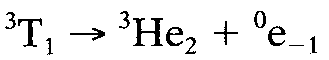 ³T₁ → ³He₂ + ⁰e₋₁